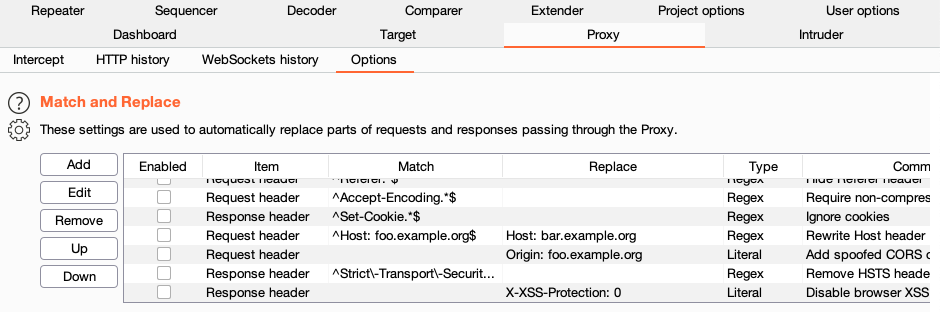 Repeater Sequencer Decoder Comparer Extender Project options User options
Dashboard Target Proxy Intruder
Intercept HTTP history WebSockets history Options
? Match and Replace
These settings are used to automatically replace parts of requests and responses passing through the Proxy.
Add
Edit
Remove
Up
Down
Enabled Item Match Replace Type Comm
Request header ^Referer.*$ Regex Hide Referer header
Request header ^Accept-Encoding.*$ Regex Require non-compres
Response header ^Set-Cookie.*$ Regex Ignore cookies
Request header ^Host: foo.example.org$ Host: bar.example.org Regex Rewrite Host header
Request header Origin: foo.example.org Literal Add spoofed CORS o
Response header ^Strict\-Transport\-Securit... Regex Remove HSTS heade
Response header X-XSS-Protection: 0 Literal Disable browser XSS